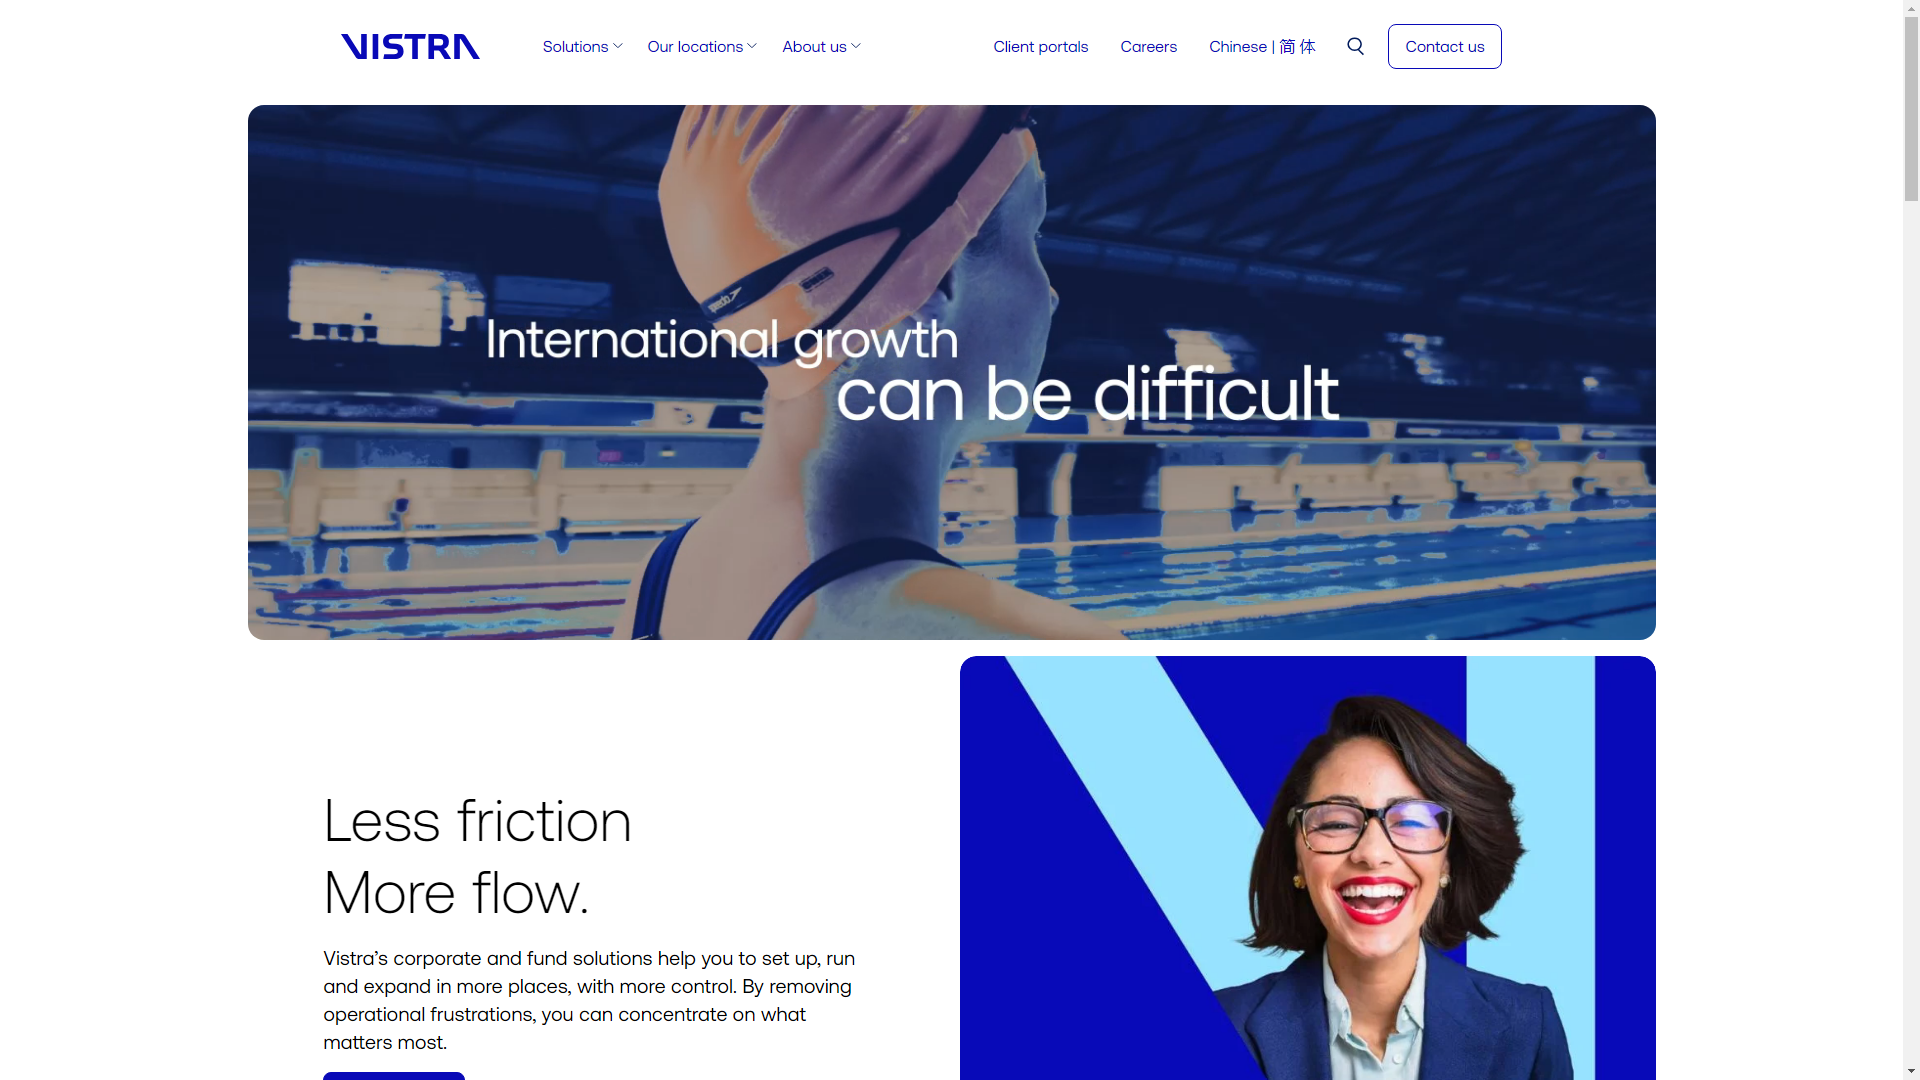 VISTRA
Solutions
Our locations
About us
Client portals
Careers
Chinese | 简 体
Contact us
speedo
International growth
can be difficult
Less friction
More flow.
Vistra’s corporate and fund solutions help you to set up, run
and expand in more places, with more control. By removing
operational frustrations, you can concentrate on what
matters most.